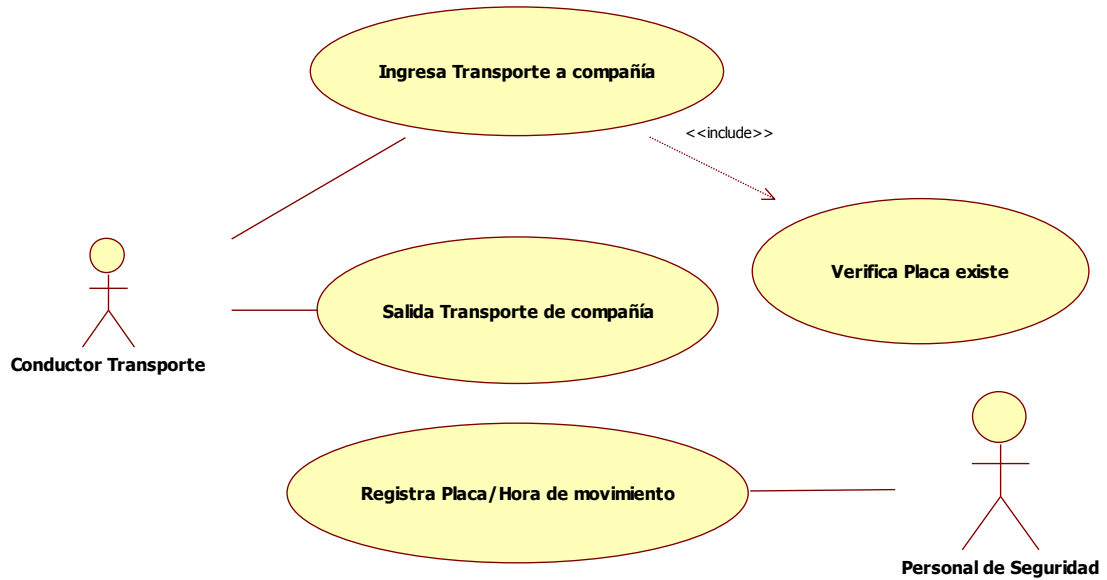 Ingresa Transporte a compañía
<<include>>
Verifica Placa existe
Salida Transporte de compañía
Conductor Transporte
Registra Placa/Hora de movimiento
Personal de Seguridad